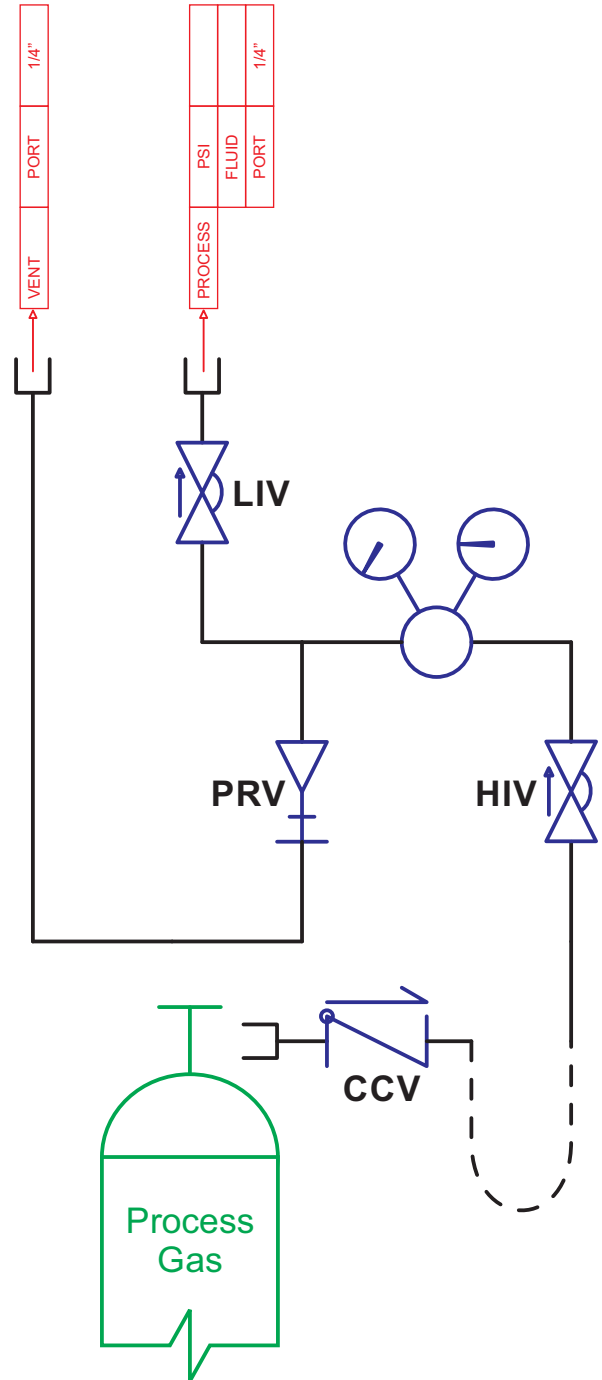 VENT PORT 1/4"
PROCESS PSI
FLUID
PORT 1/4"
LIV
PRV
HIV
CCV
Process
Gas